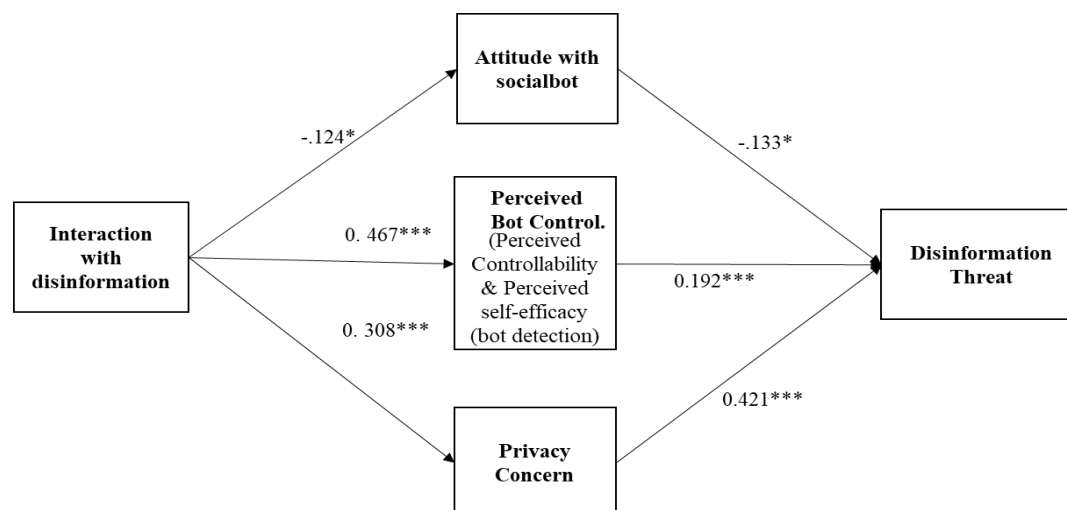 Attitude with
socialbot
-.124*
-.133*
Interaction
with
disinformation
0. 467***
Perceived
Bot Control.
(Perceived
Controllability
& Perceived
self-efficacy
(bot detection)
0.192***
Disinformation
Threat
0. 308***
0.421***
Privacy
Concern